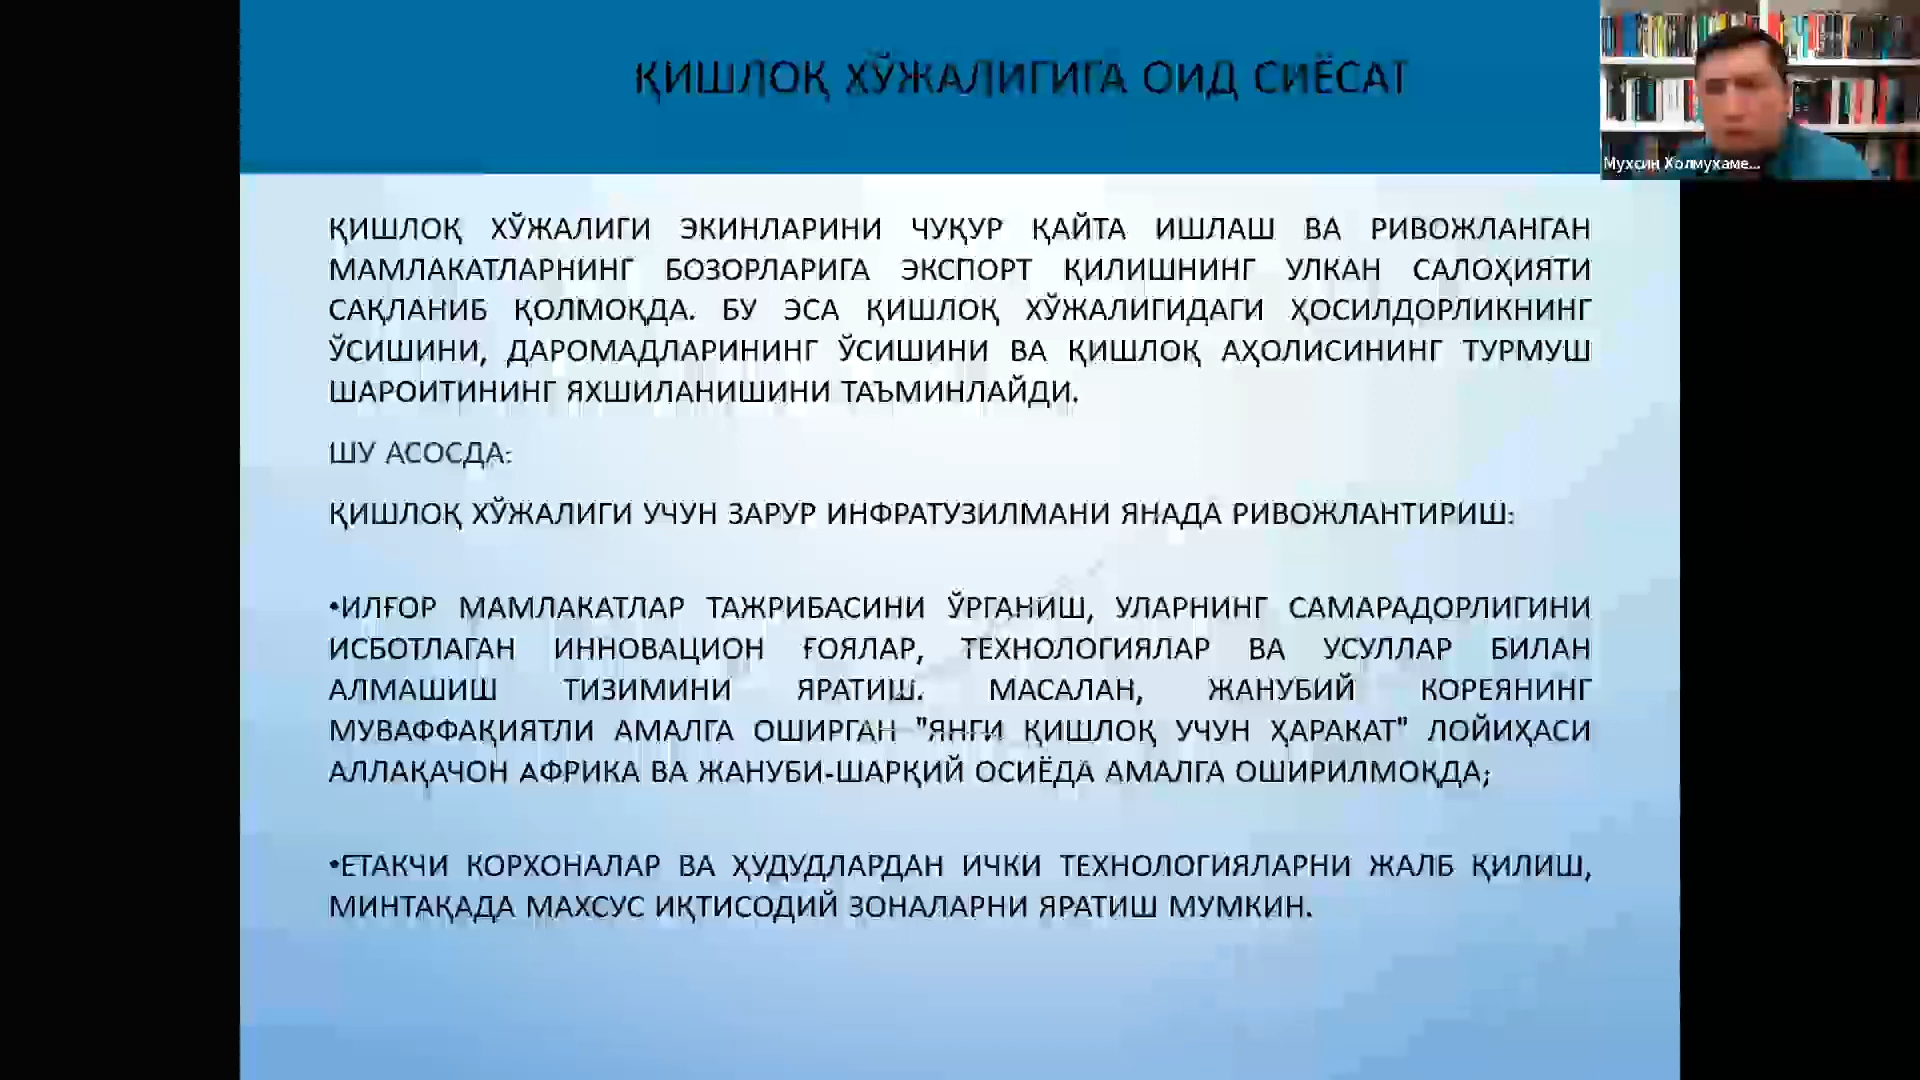 ҚИШЛОҚ ХЎЖАЛИГИГА ОИД СИЁСАТ
Мухсин Холмухаме...
ҚИШЛОҚ ХЎЖАЛИГИ ЭКИНЛАРИНИ ЧУҚУР ҚАЙТА ИШЛАШ ВА РИВОЖЛАНГАН
МАМЛАКАТЛАРНИНГ БОЗОРЛАРИГА ЭКСПОРТ ҚИЛИШНИНГ УЛКАН САЛОҲИЯТИ
САҚЛАНИБ ҚОЛМОҚДА. БУ ЭСА ҚИШЛОҚ ХЎЖАЛИГИДАГИ ҲОСИЛДОРЛИКНИНГ
ЎСИШИНИ, ДАРОМАДЛАРИНИНГ ЎСИШИНИ ВА ҚИШЛОҚ АҲОЛИСИНИНГ ТУРМУШ
ШАРОИТИНИНГ ЯХШИЛАНИШИНИ ТАЪМИНЛАЙДИ.
ШУ АСОСДА:
ҚИШЛОҚ ХЎЖАЛИГИ УЧУН ЗАРУР ИНФРАТУЗИЛМАНИ ЯНАДА РИВОЖЛАНТИРИШ:
•ИЛҒОР МАМЛАКАТЛАР ТАЖРИБАСИНИ ЎРГАНИШ, УЛАРНИНГ САМАРАДОРЛИГИНИ
ИСБОТЛАГАН ИННОВАЦИОН ҒОЯЛАР, ТЕХНОЛОГИЯЛАР ВА УСУЛЛАР БИЛАН
АЛМАШИШ ТИЗИМИНИ ЯРАТИШ. МАСАЛАН, ЖАНУБИЙ КОРЕЯНИНГ
МУВАФФАҚИЯТЛИ АМАЛГА ОШИРГАН "ЯНГИ ҚИШЛОҚ УЧУН ҲАРАКАТ" ЛОЙИҲАСИ
АЛЛАҚАЧОН АФРИКА ВА ЖАНУБИ-ШАРҚИЙ ОСИЁДА АМАЛГА ОШИРИЛМОҚДА;
•ЕТАКЧИ КОРХОНАЛАР ВА ҲУДУДЛАРДАН ИЧКИ ТЕХНОЛОГИЯЛАРНИ ЖАЛБ ҚИЛИШ,
МИНТАҚАДА МАХСУС ИҚТИСОДИЙ ЗОНАЛАРНИ ЯРАТИШ МУМКИН.